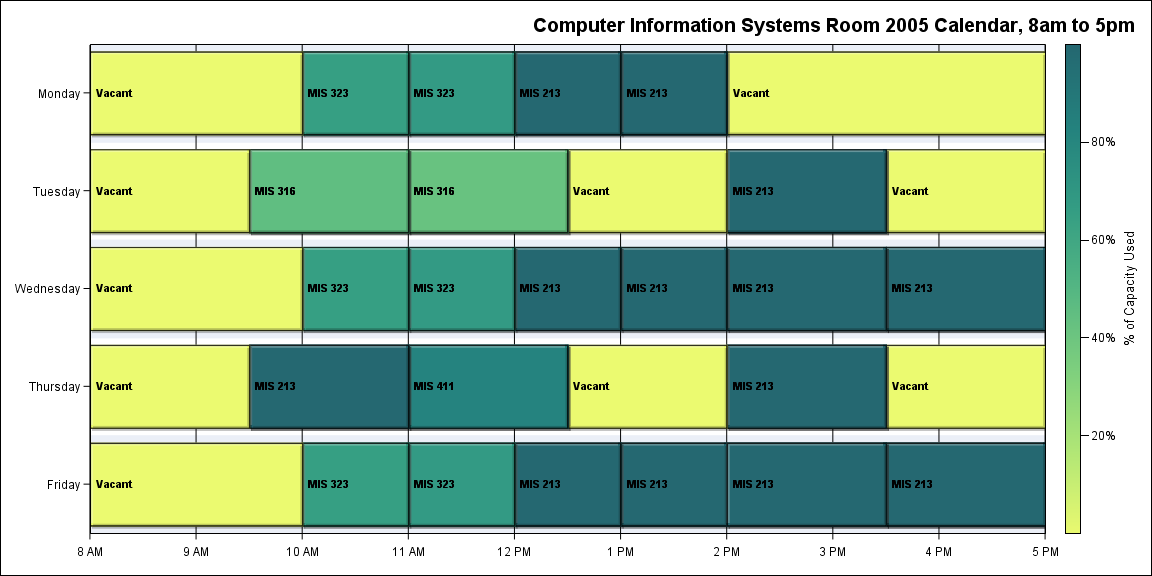 Computer Information Systems Room 2005 Calendar, 8am to 5pm
Monday
Vacant
MIS 323
MIS 323
MIS 213
MIS 213
Vacant
Tuesday
Vacant
MIS 316
MIS 316
Vacant
MIS 213
Vacant
Wednesday
Vacant
MIS 323
MIS 323
MIS 213
MIS 213
MIS 213
MIS 213
Thursday
Vacant
MIS 213
MIS 411
Vacant
MIS 213
Vacant
Friday
Vacant
MIS 323
MIS 323
MIS 213
MIS 213
MIS 213
MIS 213
8 AM
9 AM
10 AM
11 AM
12 PM
1 PM
2 PM
3 PM
4 PM
5 PM
80%
60%
40%
20%
% of Capacity Used